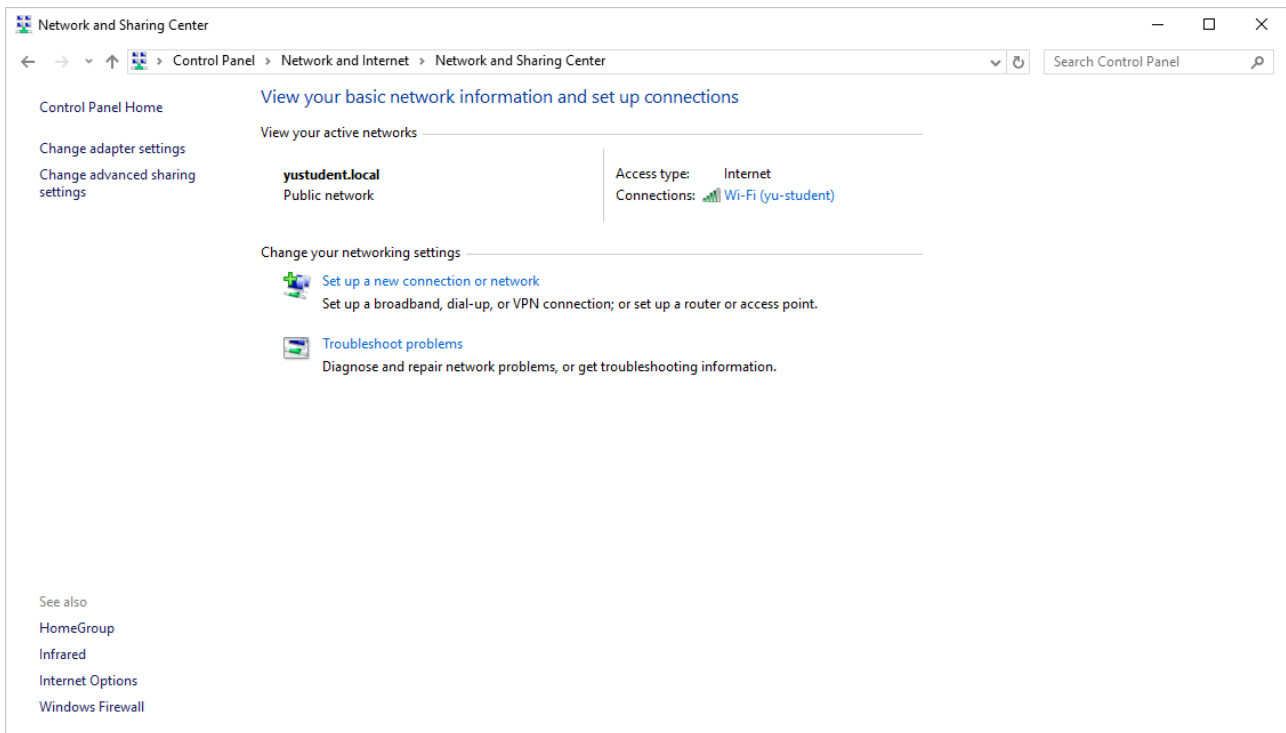 Network and Sharing Center
Control Panel > Network and Internet > Network and Sharing Center
Search Control Panel
Control Panel Home
Change adapter settings
Change advanced sharing
settings
View your basic network information and set up connections
View your active networks
yustudent.local
Public network
Access type: Internet
Connections: Wi-Fi (yu-student)
Change your networking settings
Set up a new connection or network
Set up a broadband, dial-up, or VPN connection; or set up a router or access point.
Troubleshoot problems
Diagnose and repair network problems, or get troubleshooting information.
See also
HomeGroup
Infrared
Internet Options
Windows Firewall